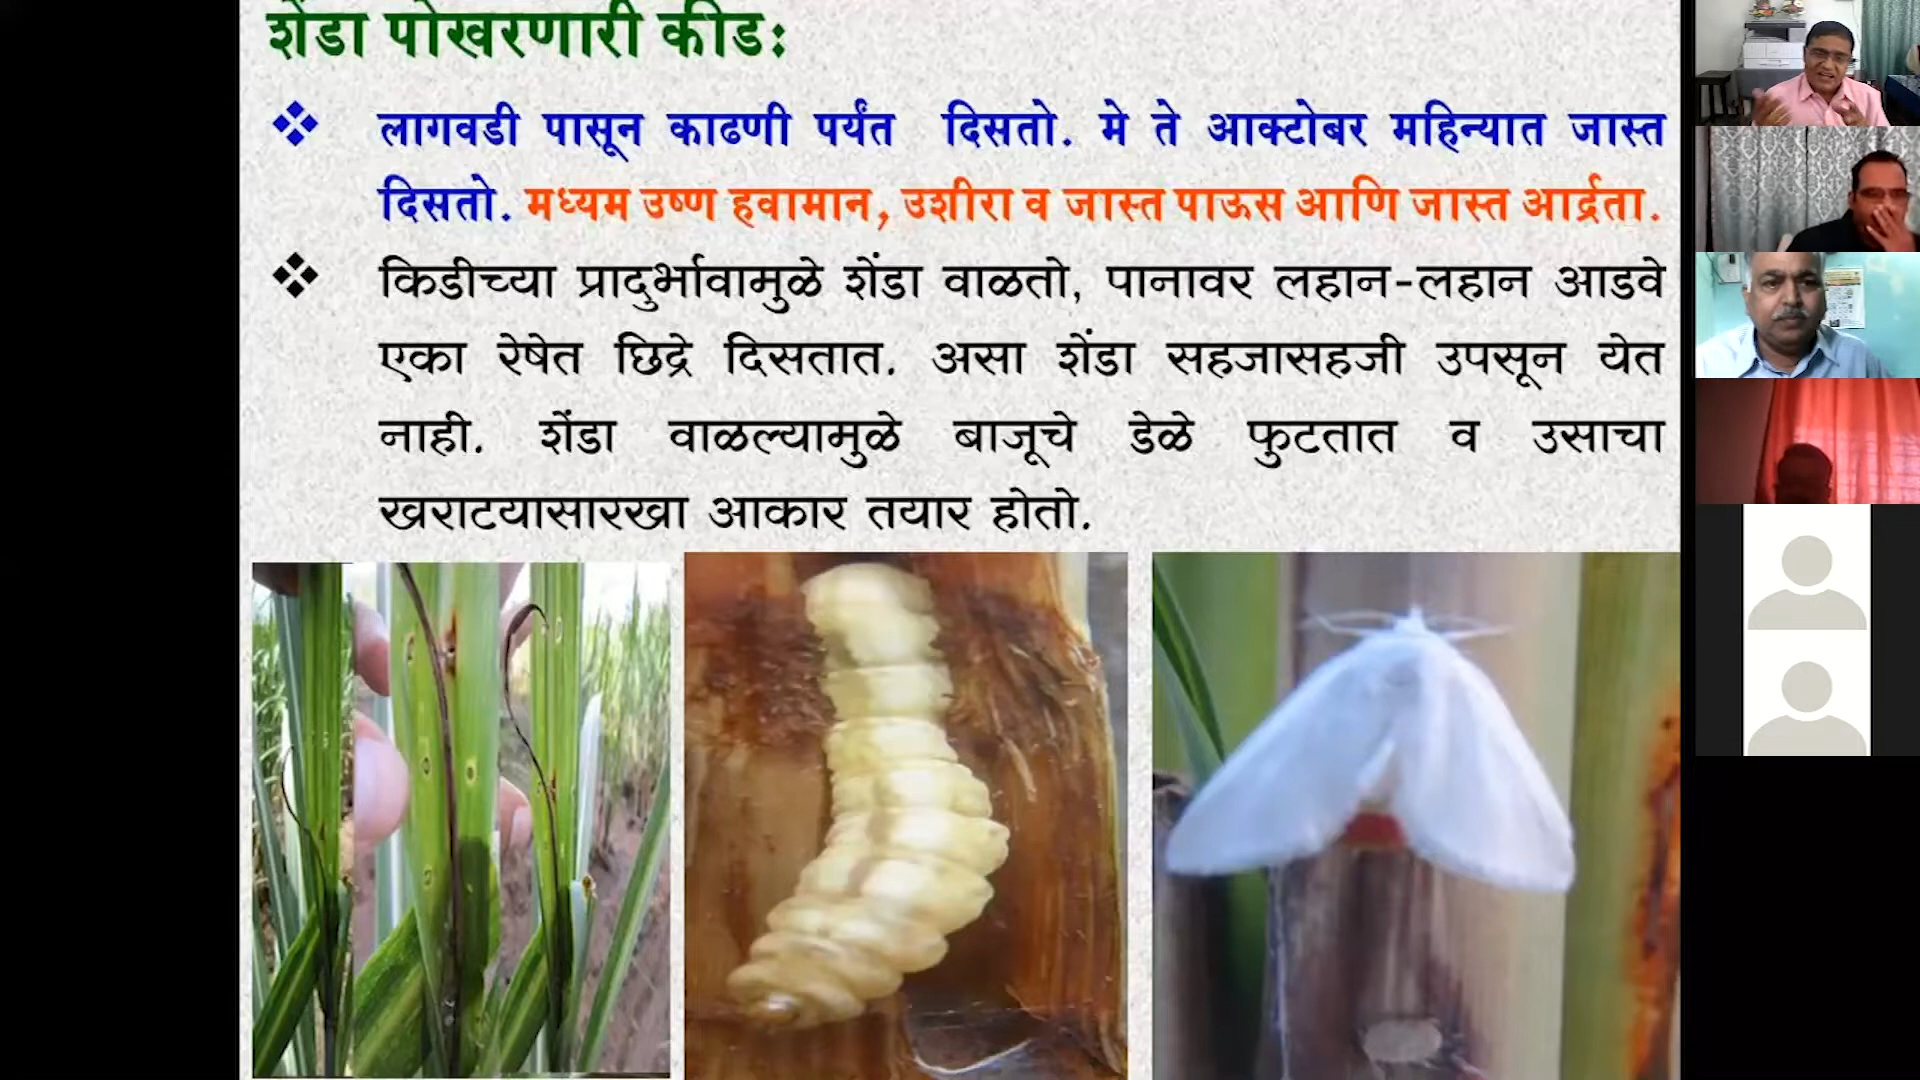 शेंडा पोखरणारी कीड:
❖ लागवडी पासून काढणी पर्यंत दिसतो. मे ते आक्टोबर महिन्यात जास्त
दिसतो. मध्यम उष्ण हवामान, उशीरा व जास्त पाऊस आणि जास्त आर्द्रता.
❖ किडीच्या प्रादुर्भावामुळे शेंडा वाळतो, पानावर लहान-लहान आडवे
एका रेषेत छिद्रे दिसतात. असा शेंडा सहजासहजी उपसून येत
नाही. शेंडा वाळल्यामुळे बाजूचे डेळे फुटतात व उसाचा
खराटयासारखा आकार तयार होतो.